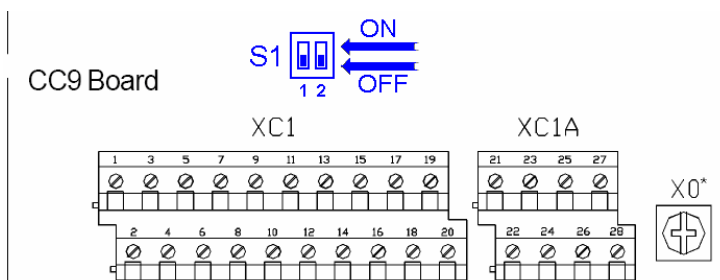 ON
S1
OFF
CC9 Board
1 2
XC1
XC1A
1 3 5 7 9 11 13 15 17 19
21 23 25 27
X0*
2 4 6 8 10 12 14 16 18 20
22 24 26 28